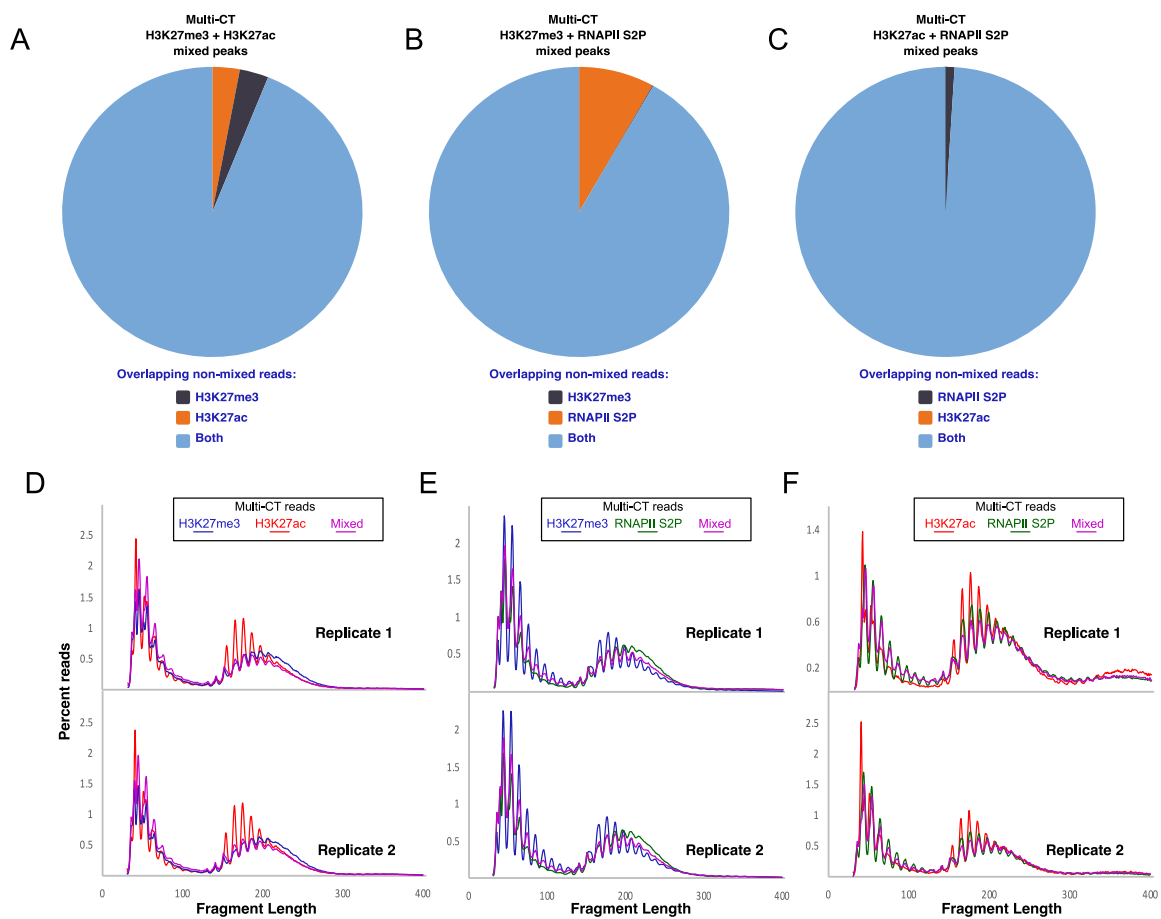 A
Multi-CT
H3K27me3 + H3K27ac
mixed peaks
Overlapping non-mixed reads:
H3K27me3
H3K27ac
Both
B
Multi-CT
H3K27me3 + RNAPII S2P
mixed peaks
Overlapping non-mixed reads:
H3K27me3
RNAPII S2P
Both
C
Multi-CT
H3K27ac + RNAPII S2P
mixed peaks
Overlapping non-mixed reads:
RNAPII S2P
H3K27ac
Both
D
Multi-CT reads
H3K27me3 H3K27ac Mixed
2.5
2
1.5
1
0.5
Replicate 1
Percent reads
2.5
2
1.5
1
0.5
Replicate 2
0 100 200 300 400
Fragment Length
E
Multi-CT reads
H3K27me3 RNAPII S2P Mixed
2
1.5
1
0.5
Replicate 1
2
1.5
1
0.5
Replicate 2
0 100 200 300 400
Fragment Length
F
Multi-CT reads
H3K27ac RNAPII S2P Mixed
1.4
1
0.6
0.2
Replicate 1
2.5
2
1.5
1
0.5
Replicate 2
0 100 200 300 400
Fragment Length